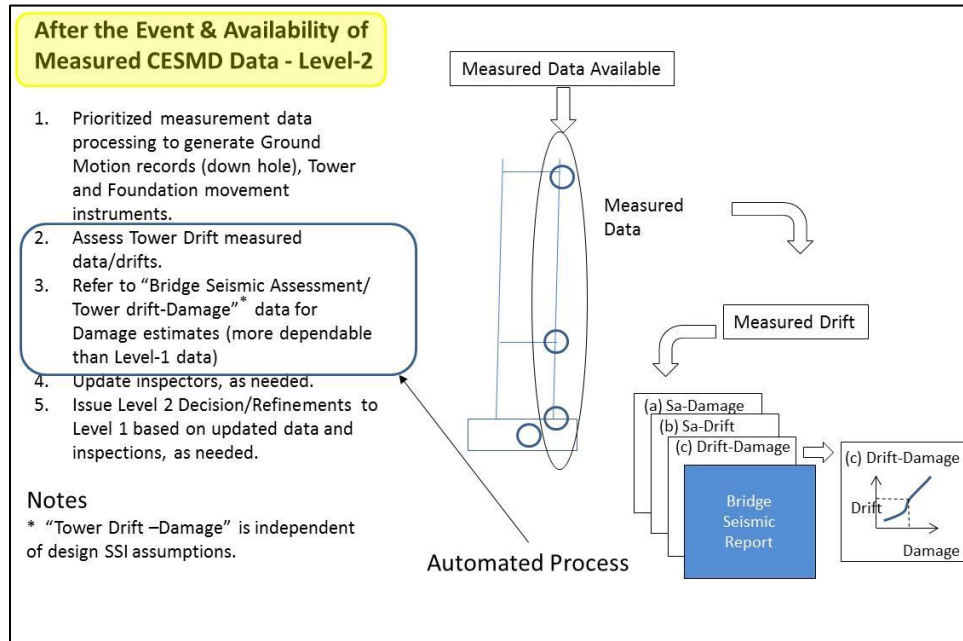 After the Event & Availability of
Measured CESMD Data - Level-2
1. Prioritized measurement data
processing to generate Ground
Motion records (down hole), Tower
and Foundation movement
instruments.
2. Assess Tower Drift measured
data/drifts.
3. Refer to “Bridge Seismic Assessment/
Tower drift-Damage”* data for
Damage estimates (more dependable
than Level-1 data)
4. Update inspectors, as needed.
5. Issue Level 2 Decision/Refinements to
Level 1 based on updated data and
inspections, as needed.
Notes
* “Tower Drift –Damage” is independent
of design SSI assumptions.
Measured Data Available
Measured
Data
Measured Drift
(a) Sa-Damage
(b) Sa-Drift
(c) Drift-Damage
Bridge
Seismic
Report
(c) Drift-Damage
Drift
Damage
Automated Process